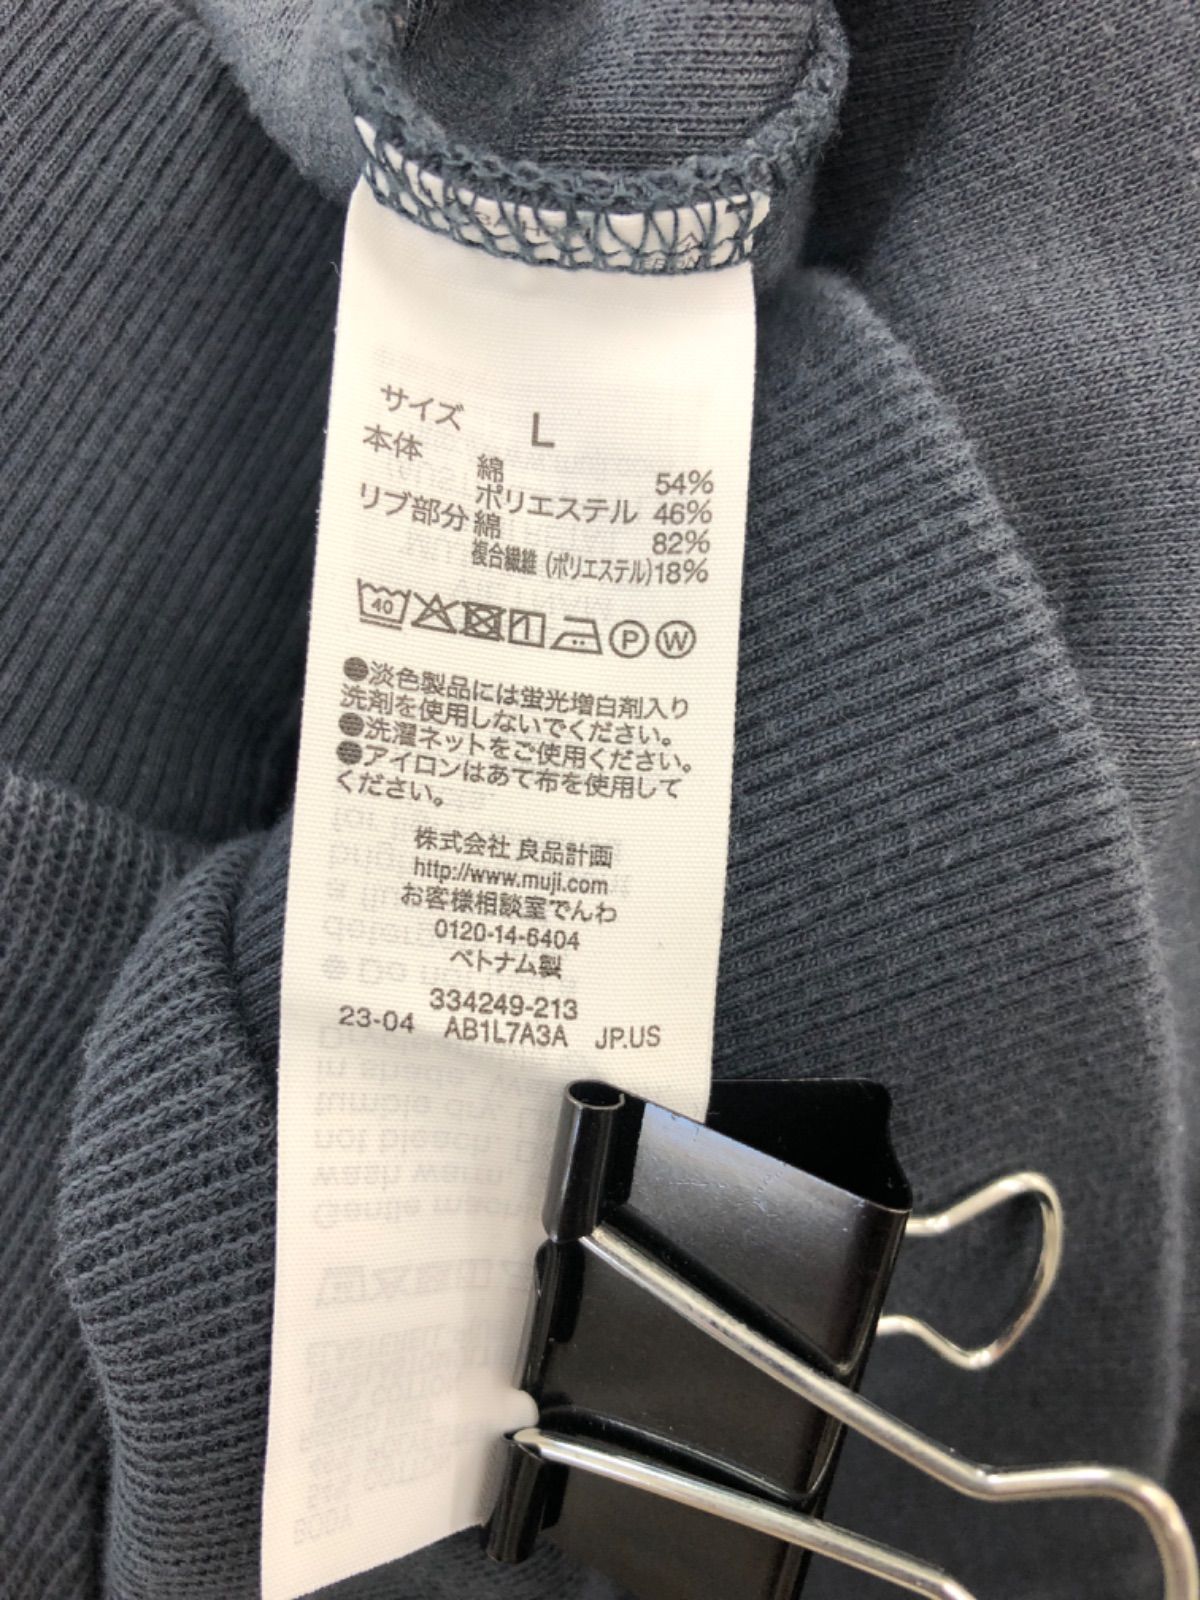 サイズ L
本体 綿 54%
ポリエステル 46%
リブ部分 綿 82%
複合繊維 (ポリエステル) 18%
40 P W
●淡色製品には蛍光増白剤入り
洗剤を使用しないでください。
●洗濯ネットをご使用ください。
●アイロンはあて布を使用して
ください。
株式会社 良品計画
http://www.muji.com
お客様相談室でんわ
0120-14-6404
ベトナム製
334249-213
23-04 AB1L7A3A JP.US